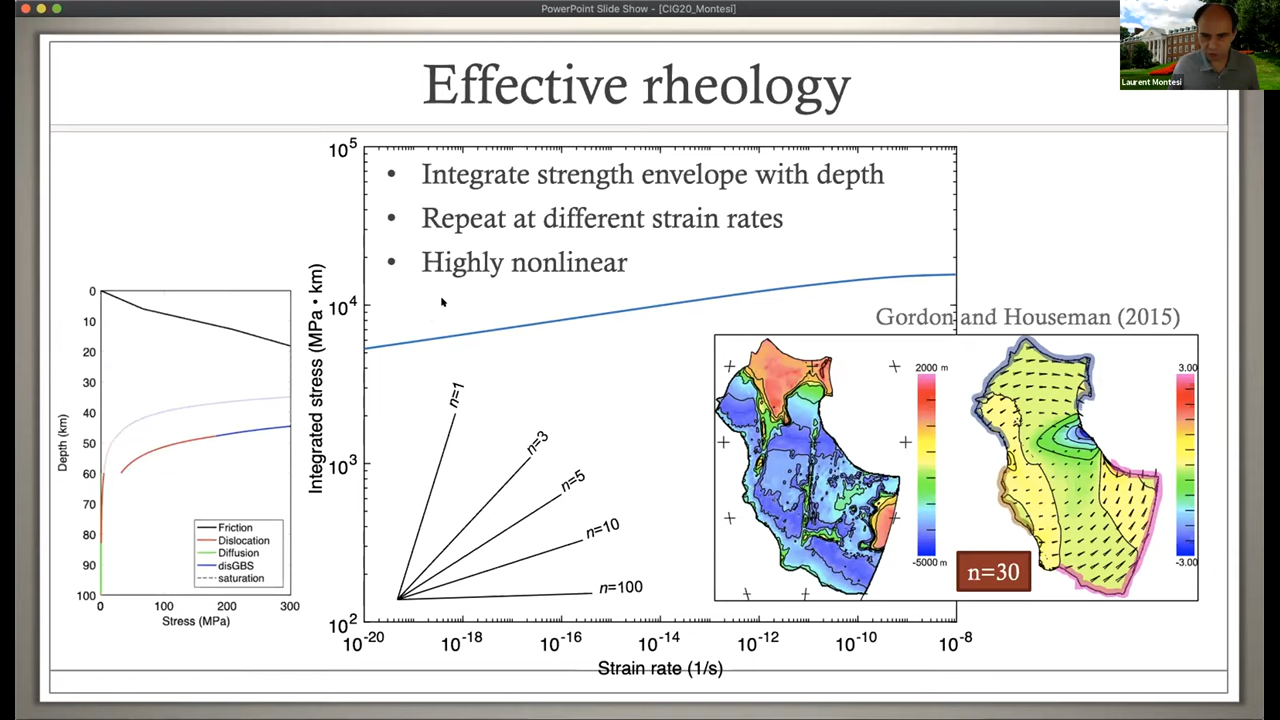 PowerPoint Slide Show - [CIG20_Montesi]
Laurent Montesi
Effective rheology
• Integrate strength envelope with depth
• Repeat at different strain rates
• Highly nonlinear
Gordon and Houseman (2015)
10^5
10^4
10^3
10^2
Integrated stress (MPa • km)
10^-20
10^-18
10^-16
10^-14
10^-12
10^-10
10^-8
Strain rate (1/s)
n=1
n=3
n=5
n=10
n=100
0
10
20
30
40
50
60
70
80
90
100
Depth (km)
Friction
Dislocation
Diffusion
disGBS
saturation
0
100
200
300
Stress (MPa)
2000 m
-5000 m
3.00
-3.00
n=30